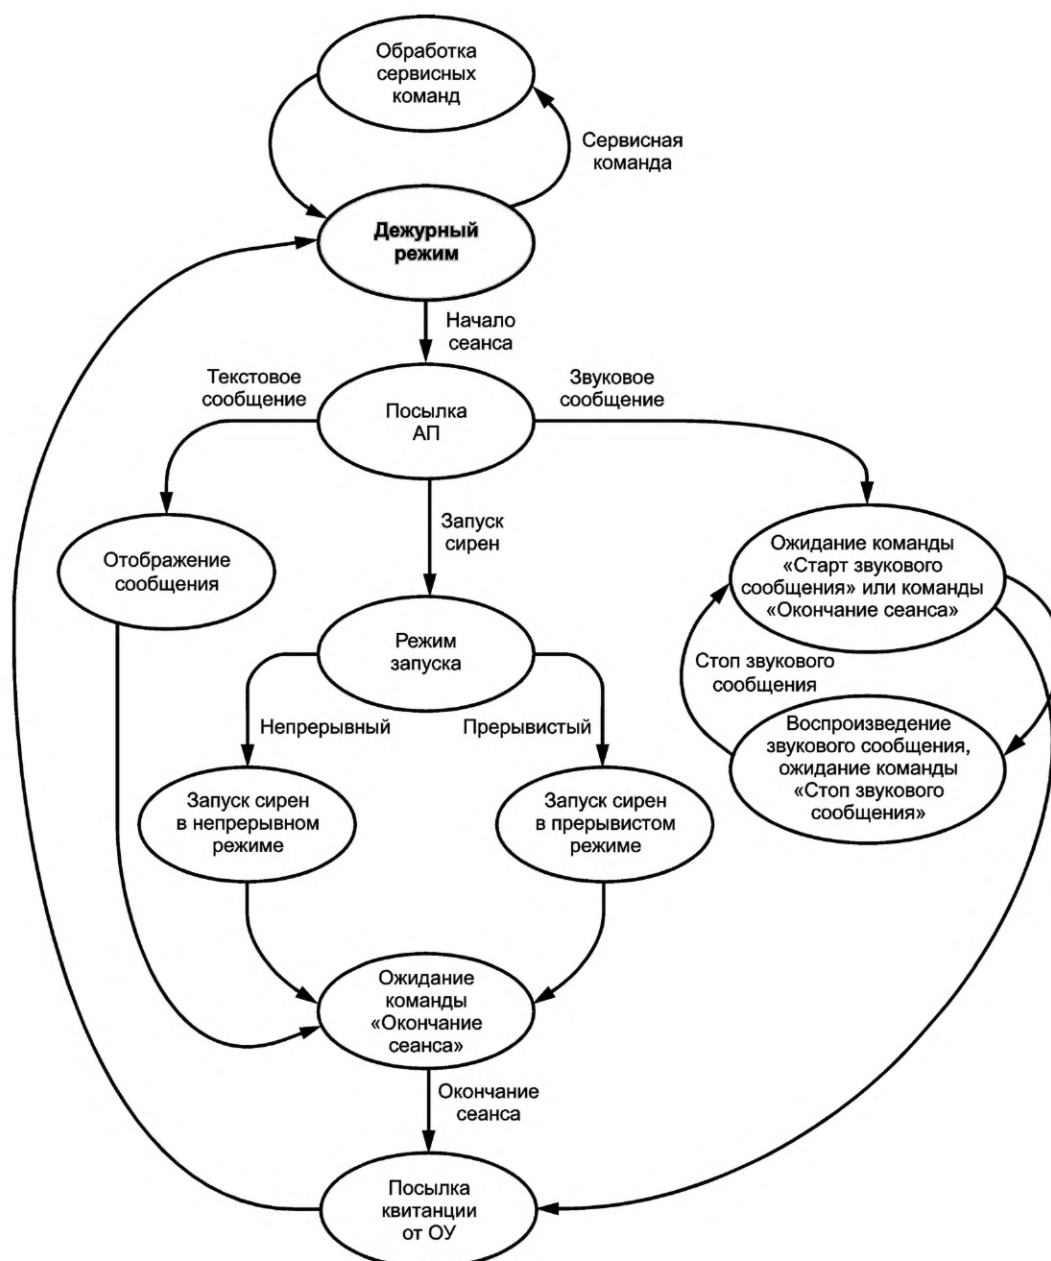 Обработка
сервисных
команд
Сервисная
команда
Дежурный
режим
Начало
сеанса
Текстовое
сообщение
Посылка
АП
Звуковое
сообщение
Запуск
сирен
Отображение
сообщения
Ожидание команды
«Старт звукового
сообщения» или команды
«Окончание сеанса»
Режим
запуска
Стоп звукового
сообщения
Непрерывный
Прерывистый
Воспроизведение
звукового сообщения,
ожидание команды
«Стоп звукового
сообщения»
Запуск сирен
в непрерывном
режиме
Запуск сирен
в прерывистом
режиме
Ожидание
команды
«Окончание
сеанса»
Окончание
сеанса
Посылка
квитанции
от ОУ